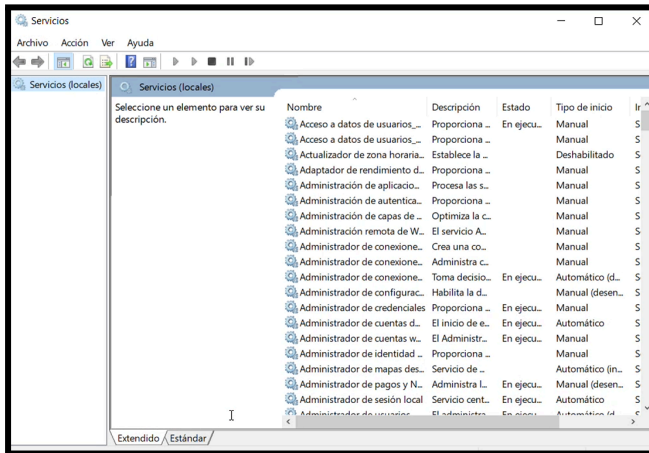 Servicios
Archivo Acción Ver Ayuda
Servicios (locales)
Servicios (locales)
Seleccione un elemento para ver su
descripción.
Nombre Descripción Estado Tipo de inicio
Acceso a datos de usuarios_... Proporciona ... En ejecu... Manual S
Acceso a datos de usuarios_... Proporciona ... Manual S
Actualizador de zona horaria... Establece la ... Deshabilitado S
Adaptador de rendimiento d... Proporciona ... Manual S
Administración de aplicacio... Procesa las s... Manual S
Administración de autentica... Proporciona ... Manual S
Administración de capas de ... Optimiza la c... Manual S
Administración remota de W... El servicio A... Manual S
Administrador de conexione... Crea una co... Manual S
Administrador de conexione... Administra c... Manual S
Administrador de conexione... Toma decisio... En ejecu... Automático (d... S
Administrador de configurac... Habilita la d... Manual (desen... S
Administrador de credenciales Proporciona ... En ejecu... Manual S
Administrador de cuentas d... El inicio de e... En ejecu... Automático S
Administrador de cuentas w... El Administr... En ejecu... Manual S
Administrador de identidad ... Proporciona ... Manual S
Administrador de mapas des... Servicio de ... Automático (in... S
Administrador de pagos y N... Administra l... En ejecu... Manual (desen... S
Administrador de sesión local Servicio cent... En ejecu... Automático S
Administrador de usuarios El administra En ejecu Automático (d S
Extendido Estándar